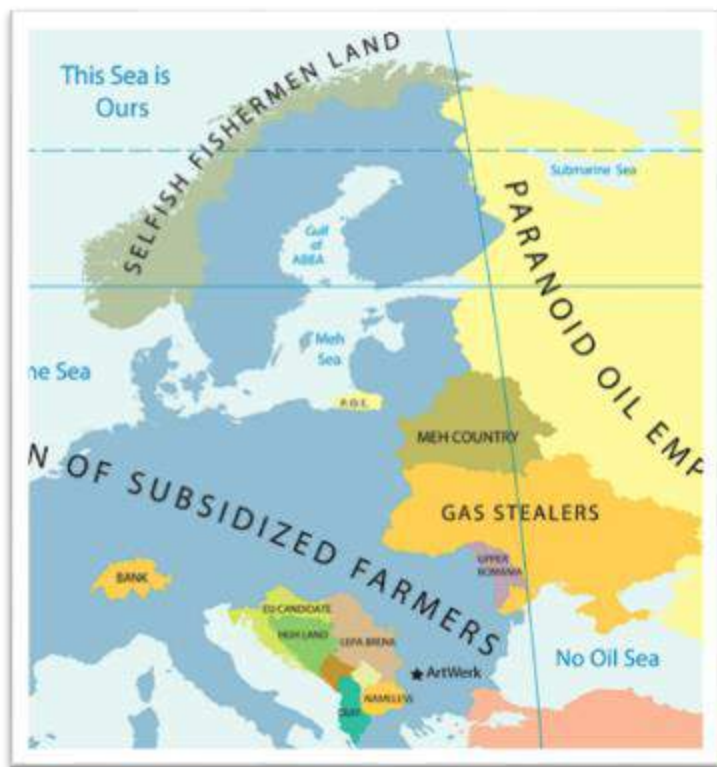 This Sea is
Ours
SELFISH FISHERMEN LAND
Submarine Sea
PARANOID OIL EMP
Gulf
of
ABBA
Meh
Sea
ne Sea
P.O.E.
MEH COUNTRY
N OF SUBSIDIZED FARMERS
GAS STEALERS
UPPER
ROMANIA
BANK
EU CANDIDATE
HUH LAND
LEPA BRENA
No Oil Sea
ArtWerk
NAMELESS